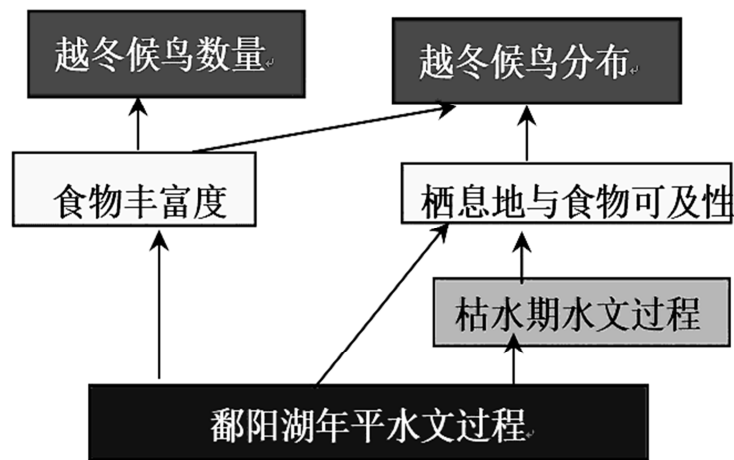 越冬候鸟数量
越冬候鸟分布
食物丰富度
栖息地与食物可及性
枯水期水文过程
鄱阳湖年平水文过程